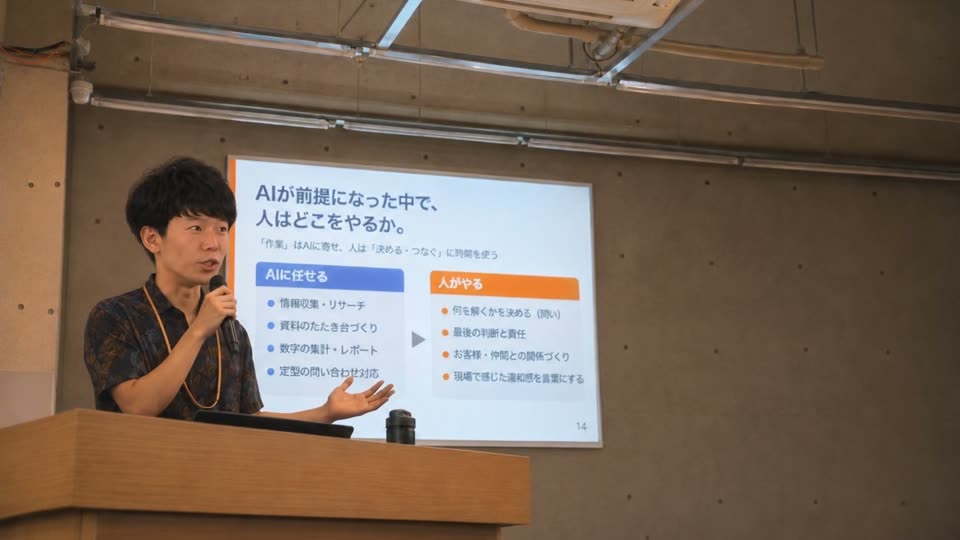 AIが前提になった中で、
人はどこをやるか。
「作業」はAIに寄せ、人は「決める・つなぐ」に時間を使う
AIに任せる
情報収集・リサーチ
資料のたたき台づくり
数字の集計・レポート
定型の問い合わせ対応
人がやる
何を解くかを決める（問い）
最後の判断と責任
お客様・仲間との関係づくり
現場で感じた違和感を言葉にする
14